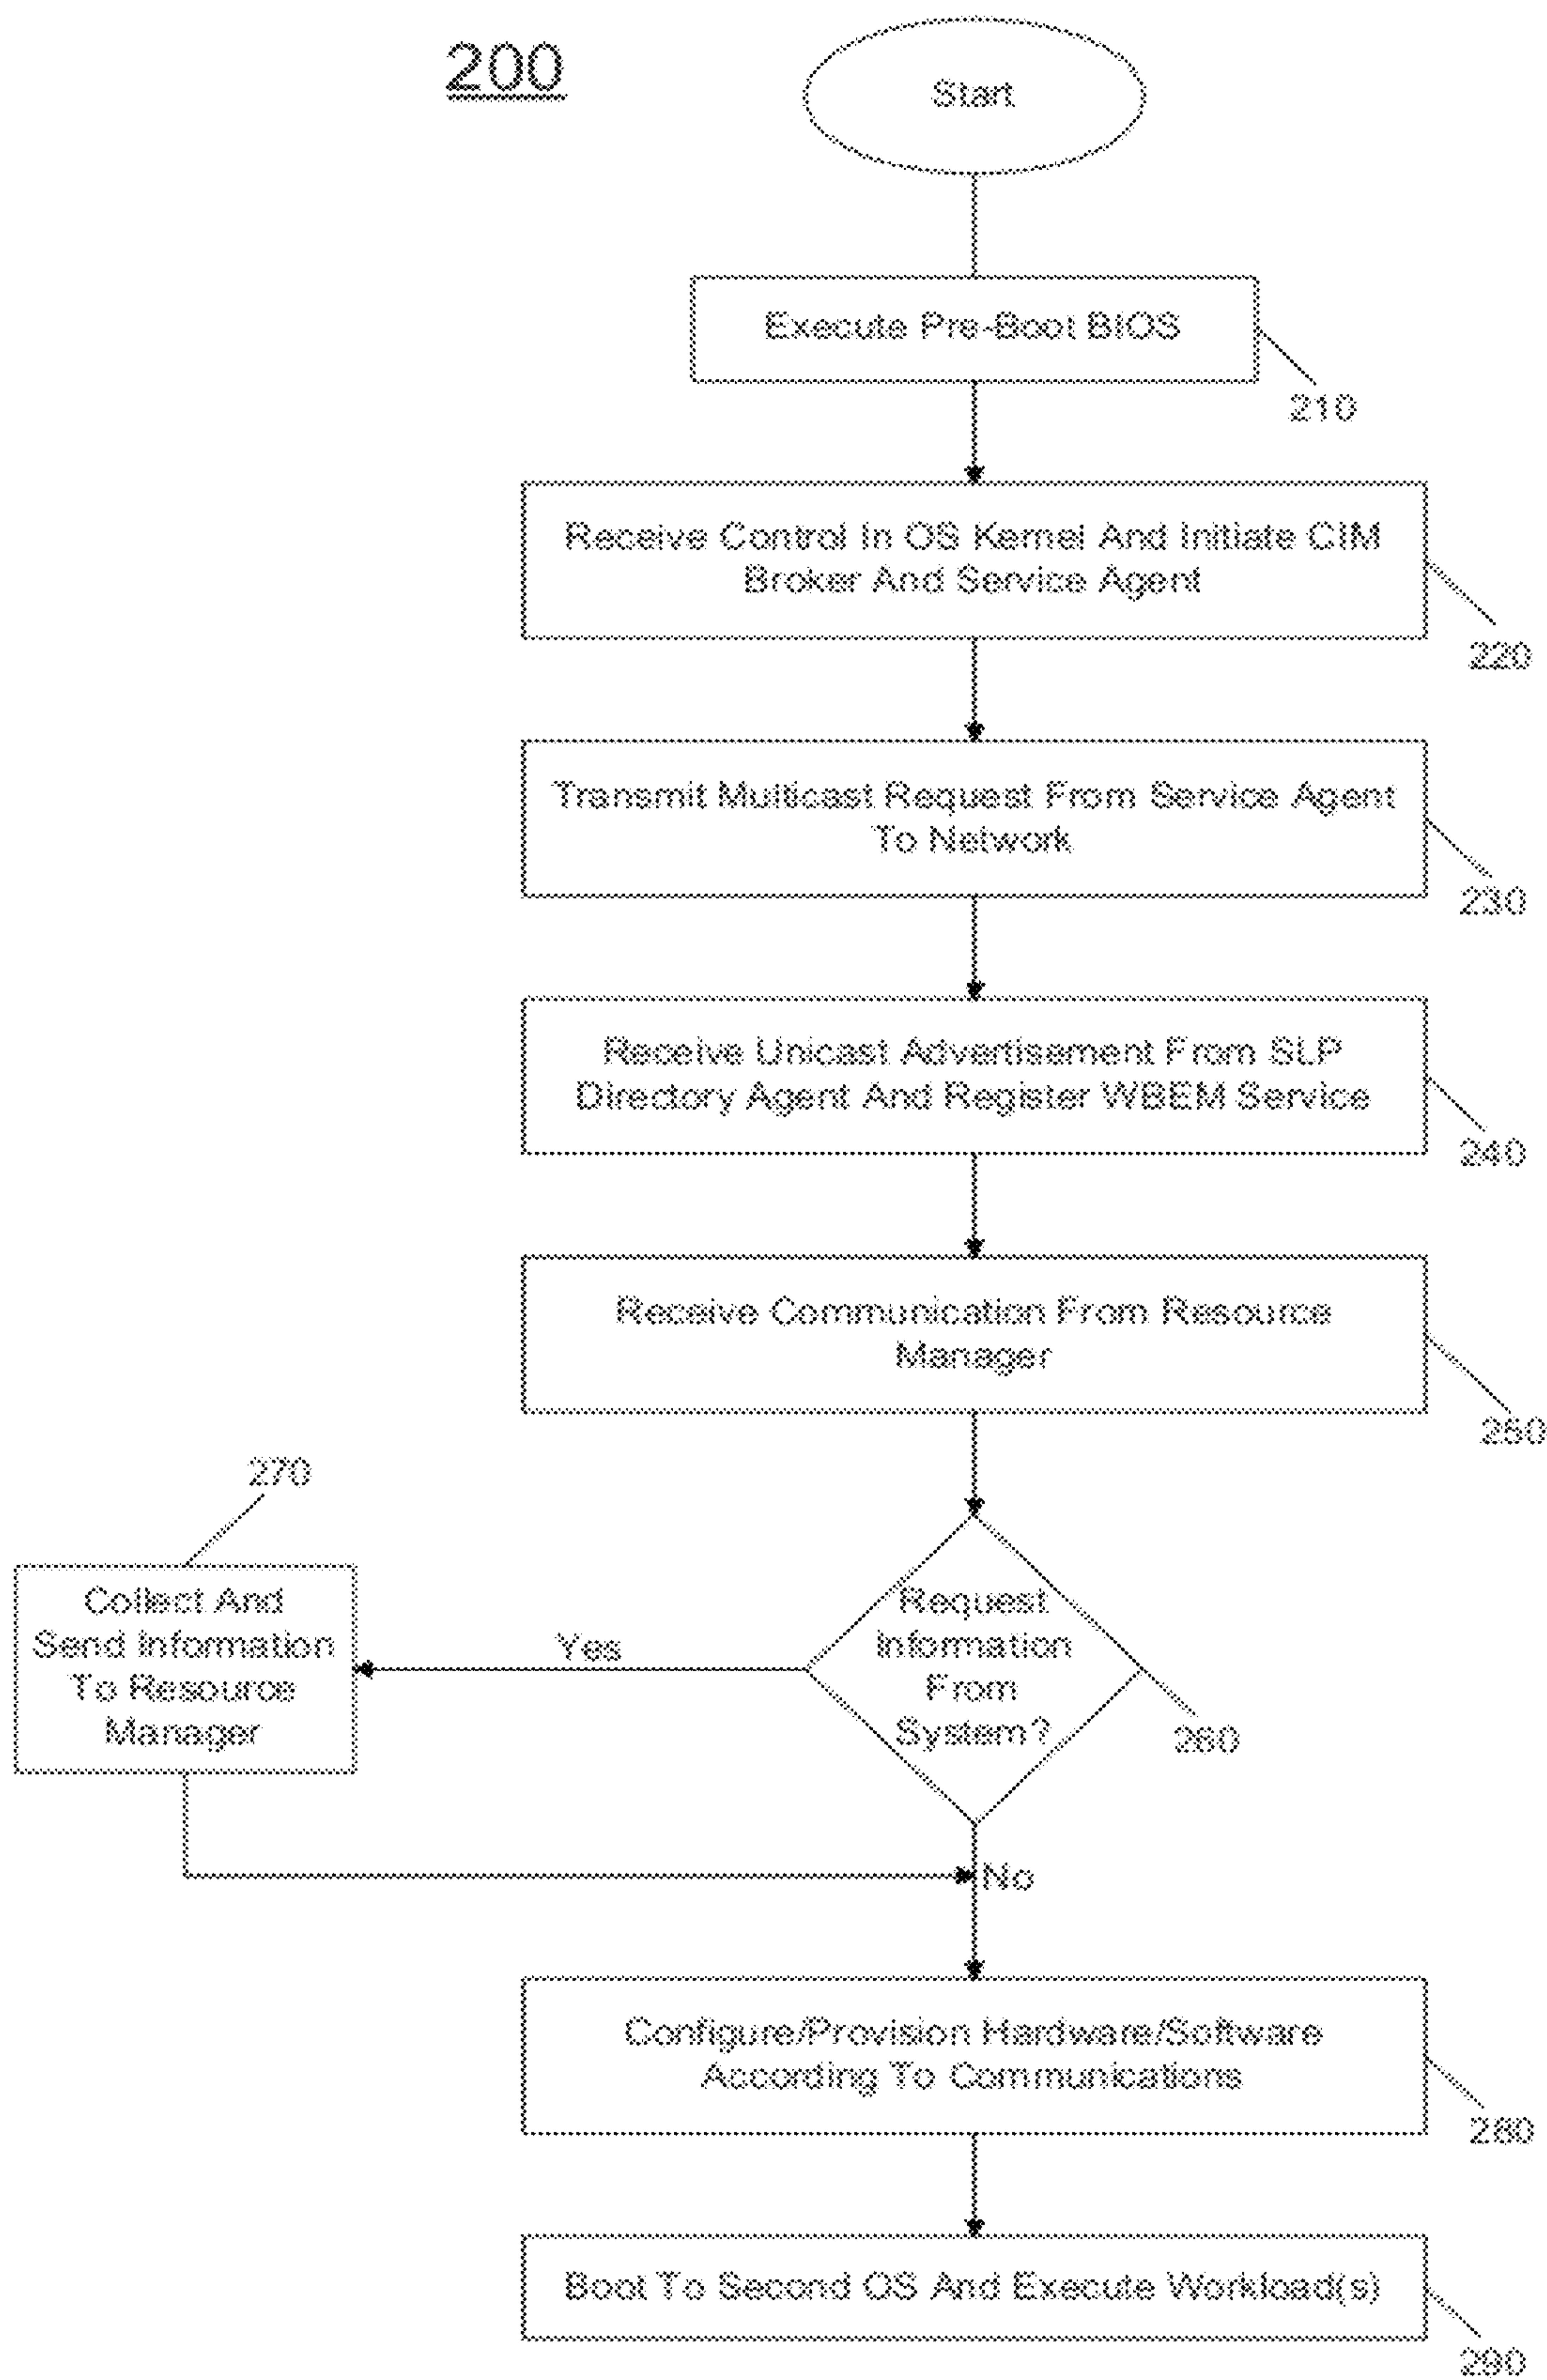 200
Start
Execute Pre-Boot BIOS
210
Receive Control In OS Kernel And Initiate CIM
Broker And Service Agent
220
Transmit Multicast Request From Service Agent
To Network
230
Receive Unicast Advertisement From SLP
Directory Agent And Register WBEM Service
240
Receive Communication From Resource
Manager
250
270
Collect And
Send Information
To Resource
Manager
Yes
Request
Information
From
System?
260
No
Configure/Provision Hardware/Software
According To Communications
280
Boot To Second OS And Execute Workload(s)
290